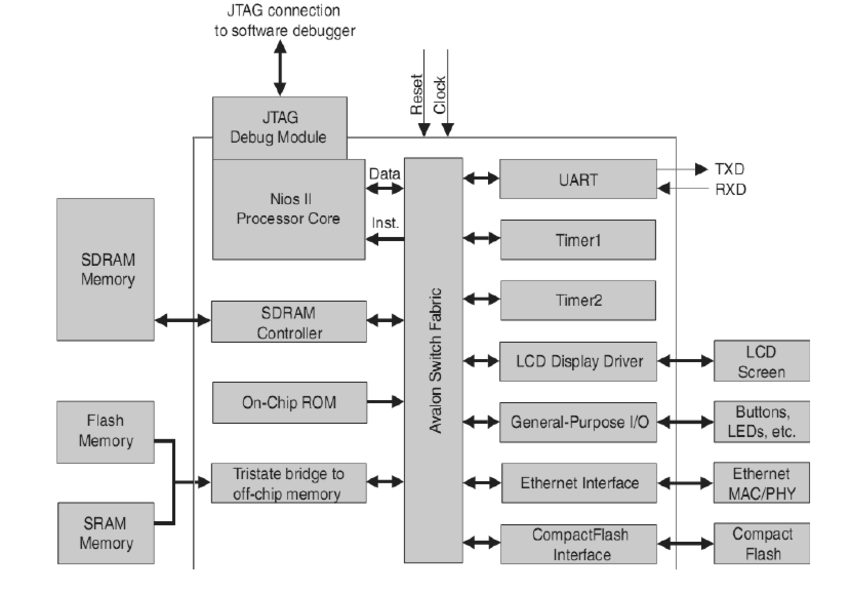 JTAG connection
to software debugger
Reset
Clock
JTAG
Debug Module
Nios II
Processor Core
Data
Inst.
SDRAM
Memory
SDRAM
Controller
On-Chip ROM
Flash
Memory
SRAM
Memory
Tristate bridge to
off-chip memory
Avalon Switch Fabric
UART
TXD
RXD
Timer1
Timer2
LCD Display Driver
LCD
Screen
General-Purpose I/O
Buttons,
LEDs, etc.
Ethernet Interface
Ethernet
MAC/PHY
CompactFlash
Interface
Compact
Flash